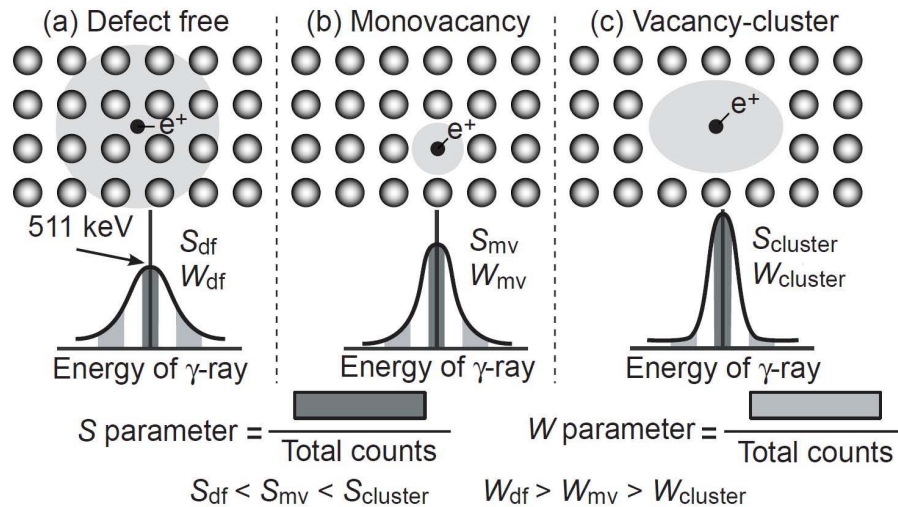 (a) Defect free
(b) Monovacancy
(c) Vacancy-cluster
e+
e+
e+
511 keV
Sdf
Wdf
Smv
Wmv
Scluster
Wcluster
Energy of γ-ray
Energy of γ-ray
Energy of γ-ray
S parameter =
Total counts
W parameter =
Total counts
Sdf < Smv < Scluster
Wdf > Wmv > Wcluster